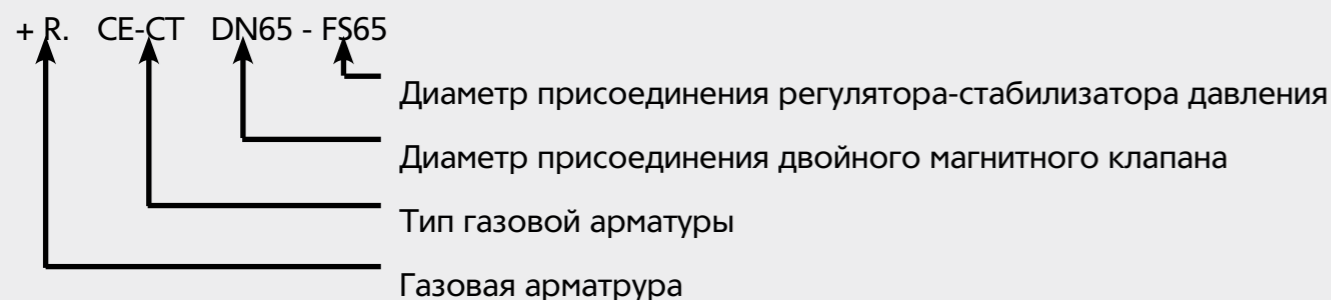 + R. CE-CT DN65 - FS65
Диаметр присоединения регулятора-стабилизатора давления
Диаметр присоединения двойного магнитного клапана
Тип газовой арматуры
Газовая арматрура